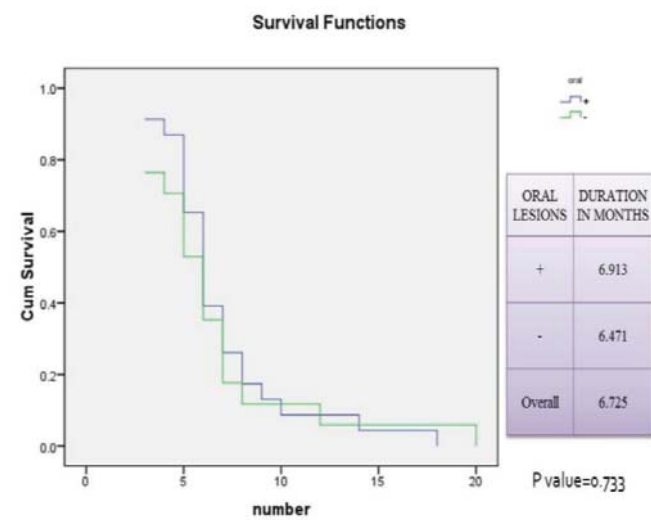 Survival Functions
oral
+
-
1.0
0.8
0.6
0.4
0.2
0.0
Cum Survival
0 5 10 15 20
number
ORAL LESIONS DURATION IN MONTHS
+ 6.913
- 6.471
Overall 6.725
P value=0.733